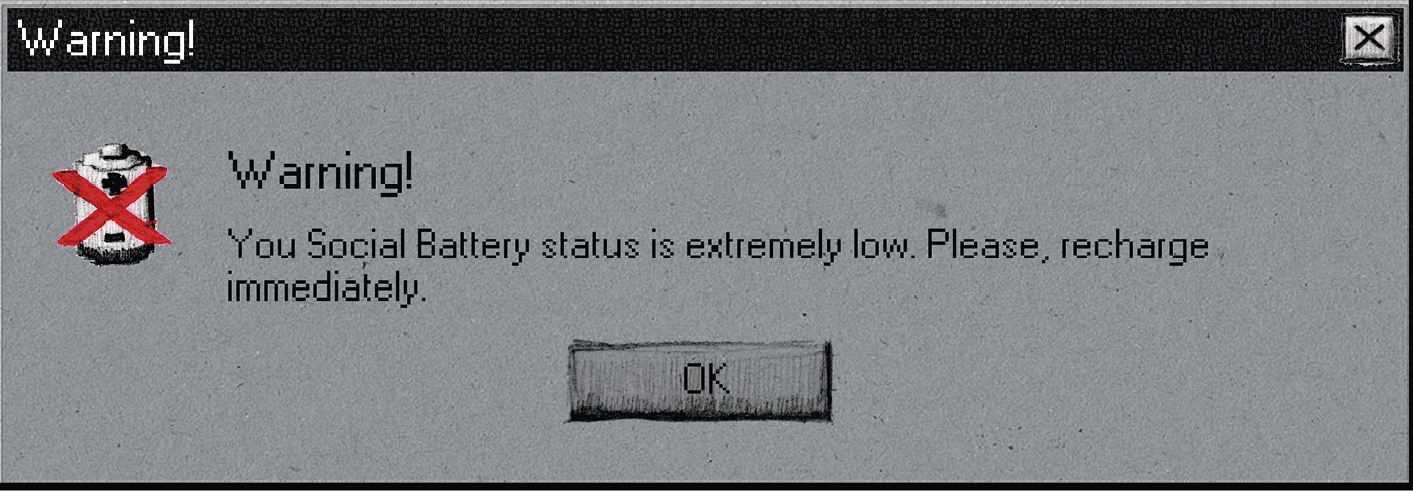 Warning!
Warning!
You Social Battery status is extremely low. Please, recharge
immediately.
OK